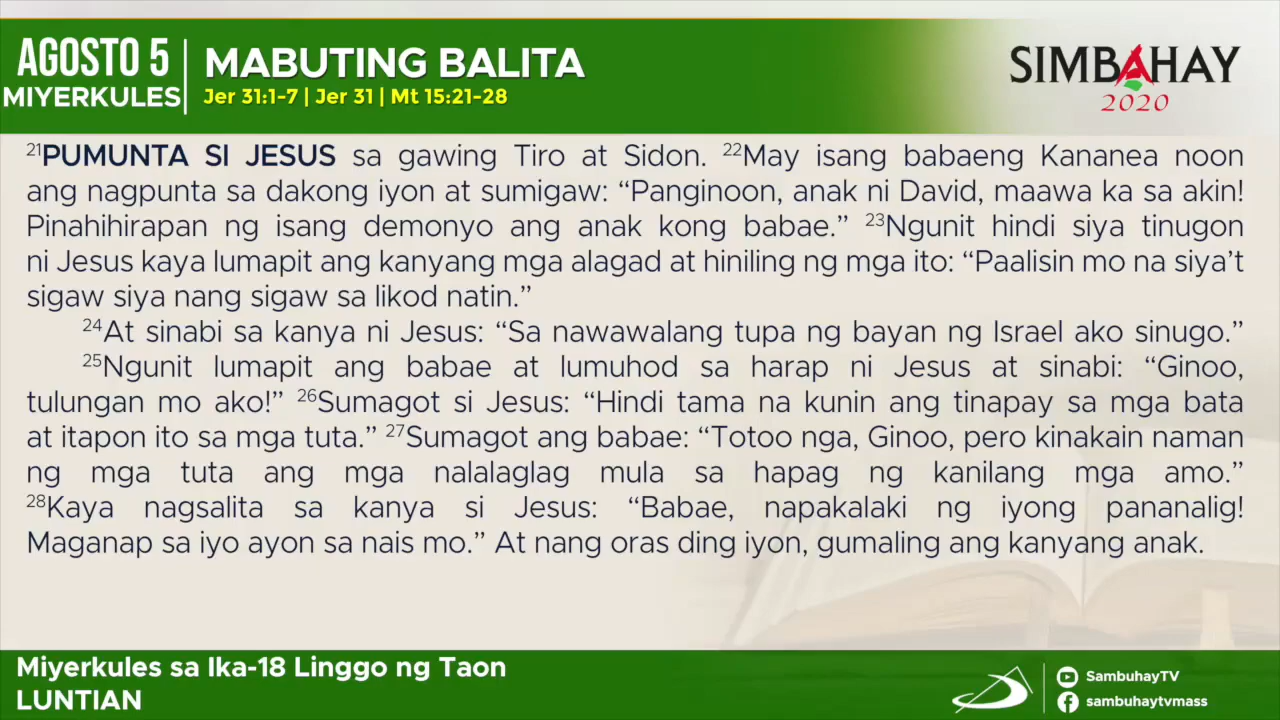 AGOSTO 5
MIYERKULES
MABUTING BALITA
Jer 31:1-7 | Jer 31 | Mt 15:21-28
SIMBAHAY
2020
²¹PUMUNTA SI JESUS sa gawing Tiro at Sidon. ²²May isang babaeng Kananea noon
ang nagpunta sa dakong iyon at sumigaw: “Panginoon, anak ni David, maawa ka sa akin!
Pinahihirapan ng isang demonyo ang anak kong babae.” ²³Ngunit hindi siya tinugon
ni Jesus kaya lumapit ang kanyang mga alagad at hiniling ng mga ito: “Paalisin mo na siya’t
sigaw siya nang sigaw sa likod natin.”
²⁴At sinabi sa kanya ni Jesus: “Sa nawawalang tupa ng bayan ng Israel ako sinugo.”
²⁵Ngunit lumapit ang babae at lumuhod sa harap ni Jesus at sinabi: “Ginoo,
tulungan mo ako!” ²⁶Sumagot si Jesus: “Hindi tama na kunin ang tinapay sa mga bata
at itapon ito sa mga tuta.” ²⁷Sumagot ang babae: “Totoo nga, Ginoo, pero kinakain naman
ng mga tuta ang mga nalalaglag mula sa hapag ng kanilang mga amo.”
²⁸Kaya nagsalita sa kanya si Jesus: “Babae, napakalaki ng iyong pananalig!
Maganap sa iyo ayon sa nais mo.” At nang oras ding iyon, gumaling ang kanyang anak.
Miyerkules sa Ika-18 Linggo ng Taon
LUNTIAN
SambuhayTV
sambuhaytvmass